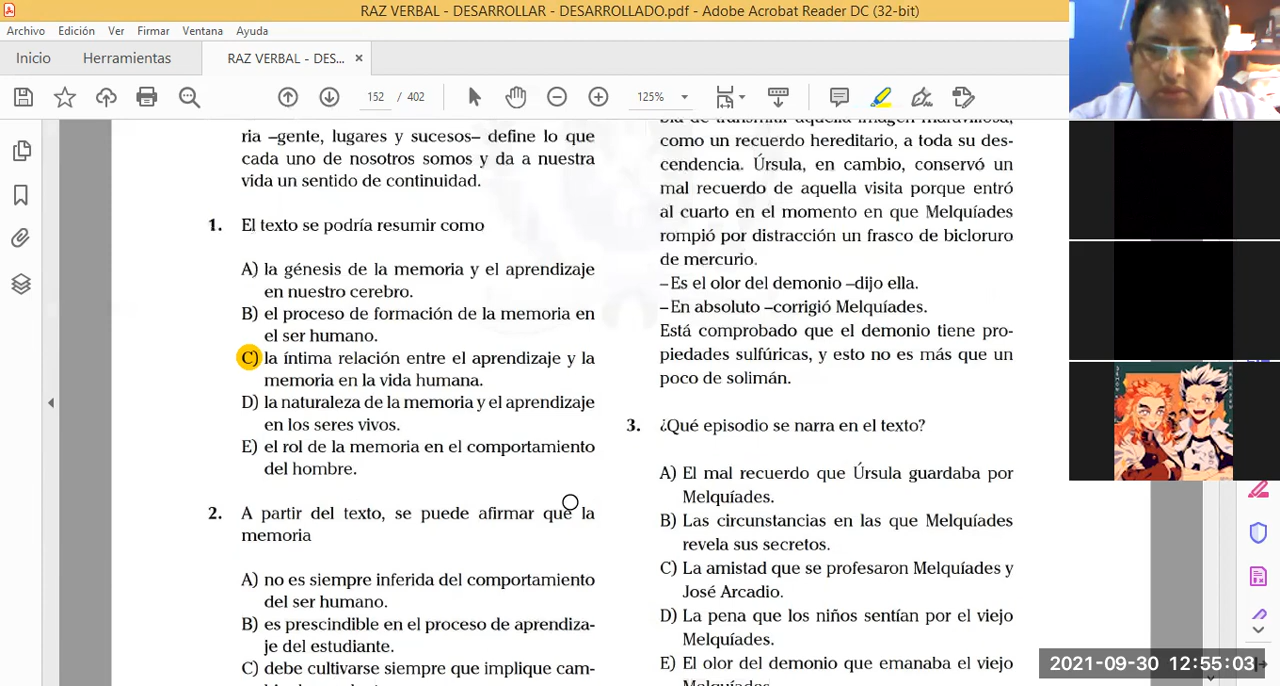 RAZ VERBAL - DESARROLLAR - DESARROLLADO.pdf - Adobe Acrobat Reader DC (32-bit)
Archivo Edición Ver Firmar Ventana Ayuda
Inicio Herramientas RAZ VERBAL - DES... ×
152 / 402 125%
ria –gente, lugares y sucesos– define lo que
cada uno de nosotros somos y da a nuestra
vida un sentido de continuidad.
1. El texto se podría resumir como
A) la génesis de la memoria y el aprendizaje
en nuestro cerebro.
B) el proceso de formación de la memoria en
el ser humano.
C) la íntima relación entre el aprendizaje y la
memoria en la vida humana.
D) la naturaleza de la memoria y el aprendizaje
en los seres vivos.
E) el rol de la memoria en el comportamiento
del hombre.
2. A partir del texto, se puede afirmar que la
memoria
A) no es siempre inferida del comportamiento
del ser humano.
B) es prescindible en el proceso de aprendiza-
je del estudiante.
C) debe cultivarse siempre que implique cam-
bía de transmitir aquella imagen maravillosa,
como un recuerdo hereditario, a toda su des-
cendencia. Úrsula, en cambio, conservó un
mal recuerdo de aquella visita porque entró
al cuarto en el momento en que Melquíades
rompió por distracción un frasco de bicloruro
de mercurio.
–Es el olor del demonio –dijo ella.
–En absoluto –corrigió Melquíades.
Está comprobado que el demonio tiene pro-
piedades sulfúricas, y esto no es más que un
poco de solimán.
3. ¿Qué episodio se narra en el texto?
A) El mal recuerdo que Úrsula guardaba por
Melquíades.
B) Las circunstancias en las que Melquíades
revela sus secretos.
C) La amistad que se profesaron Melquíades y
José Arcadio.
D) La pena que los niños sentían por el viejo
Melquíades.
E) El olor del demonio que emanaba el viejo
Melquíades.
2021-09-30 12:55:03